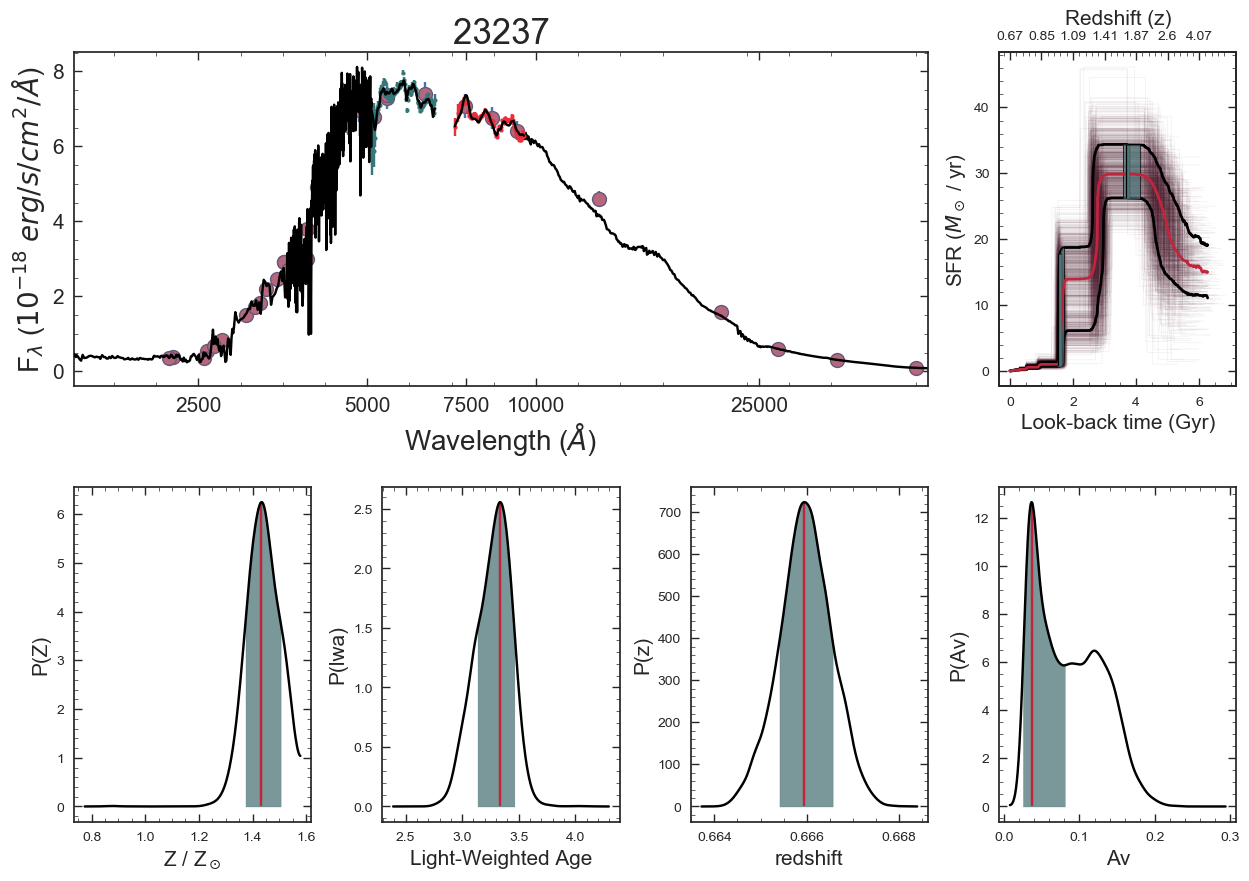 23237
F_λ (10^{-18} erg/s/cm^2/Å)
8
6
4
2
0
2500 5000 7500 10000 25000
Wavelength (Å)
Redshift (z)
0.67 0.85 1.09 1.41 1.87 2.6 4.07
SFR (M_⊙ / yr)
40
30
20
10
0
0 2 4 6
Look-back time (Gyr)
P(Z)
6
5
4
3
2
1
0
0.8 1.0 1.2 1.4 1.6
Z / Z_⊙
P(lwa)
2.5
2.0
1.5
1.0
0.5
0.0
2.5 3.0 3.5 4.0
Light-Weighted Age
P(z)
700
600
500
400
300
200
100
0
0.664 0.666 0.668
redshift
P(Av)
12
10
8
6
4
2
0
0.0 0.1 0.2 0.3
Av